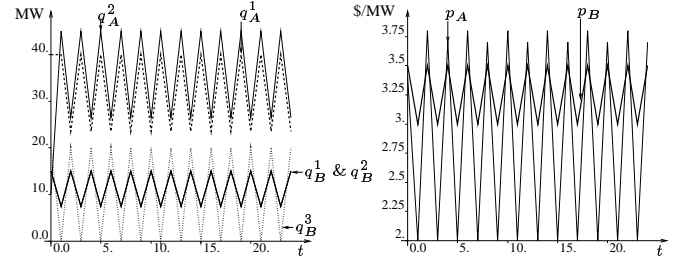 MW
q_A^2
q_A^1
40.
30.
20.
10.
0.0
q_B^1 & q_B^2
q_B^3
0.0 5. 10. 15. 20. t
$/MW
p_A
p_B
3.75
3.5
3.25
3.
2.75
2.5
2.25
2.
0.0 5. 10. 15. 20. t